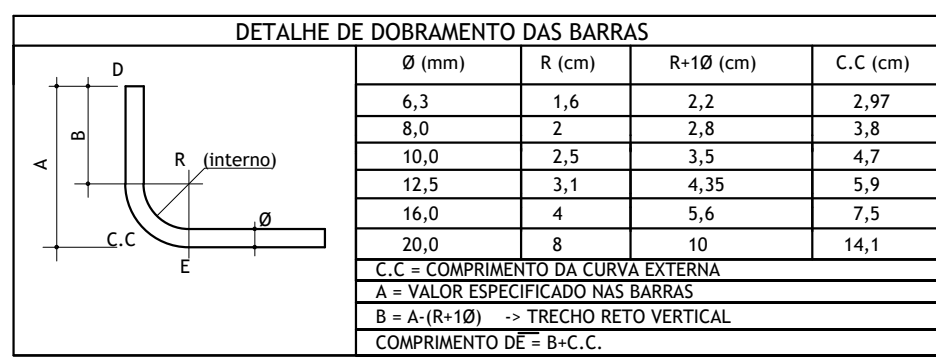 DETALHE DE DOBRAMENTO DAS BARRAS
D
B
A
R (interno)
Ø
C.C
E
Ø (mm) R (cm) R+1Ø (cm) C.C (cm)
6,3 1,6 2,2 2,97
8,0 2 2,8 3,8
10,0 2,5 3,5 4,7
12,5 3,1 4,35 5,9
16,0 4 5,6 7,5
20,0 8 10 14,1
C.C = COMPRIMENTO DA CURVA EXTERNA
A = VALOR ESPECIFICADO NAS BARRAS
B = A-(R+1Ø) -> TRECHO RETO VERTICAL
COMPRIMENTO DE = B+C.C.